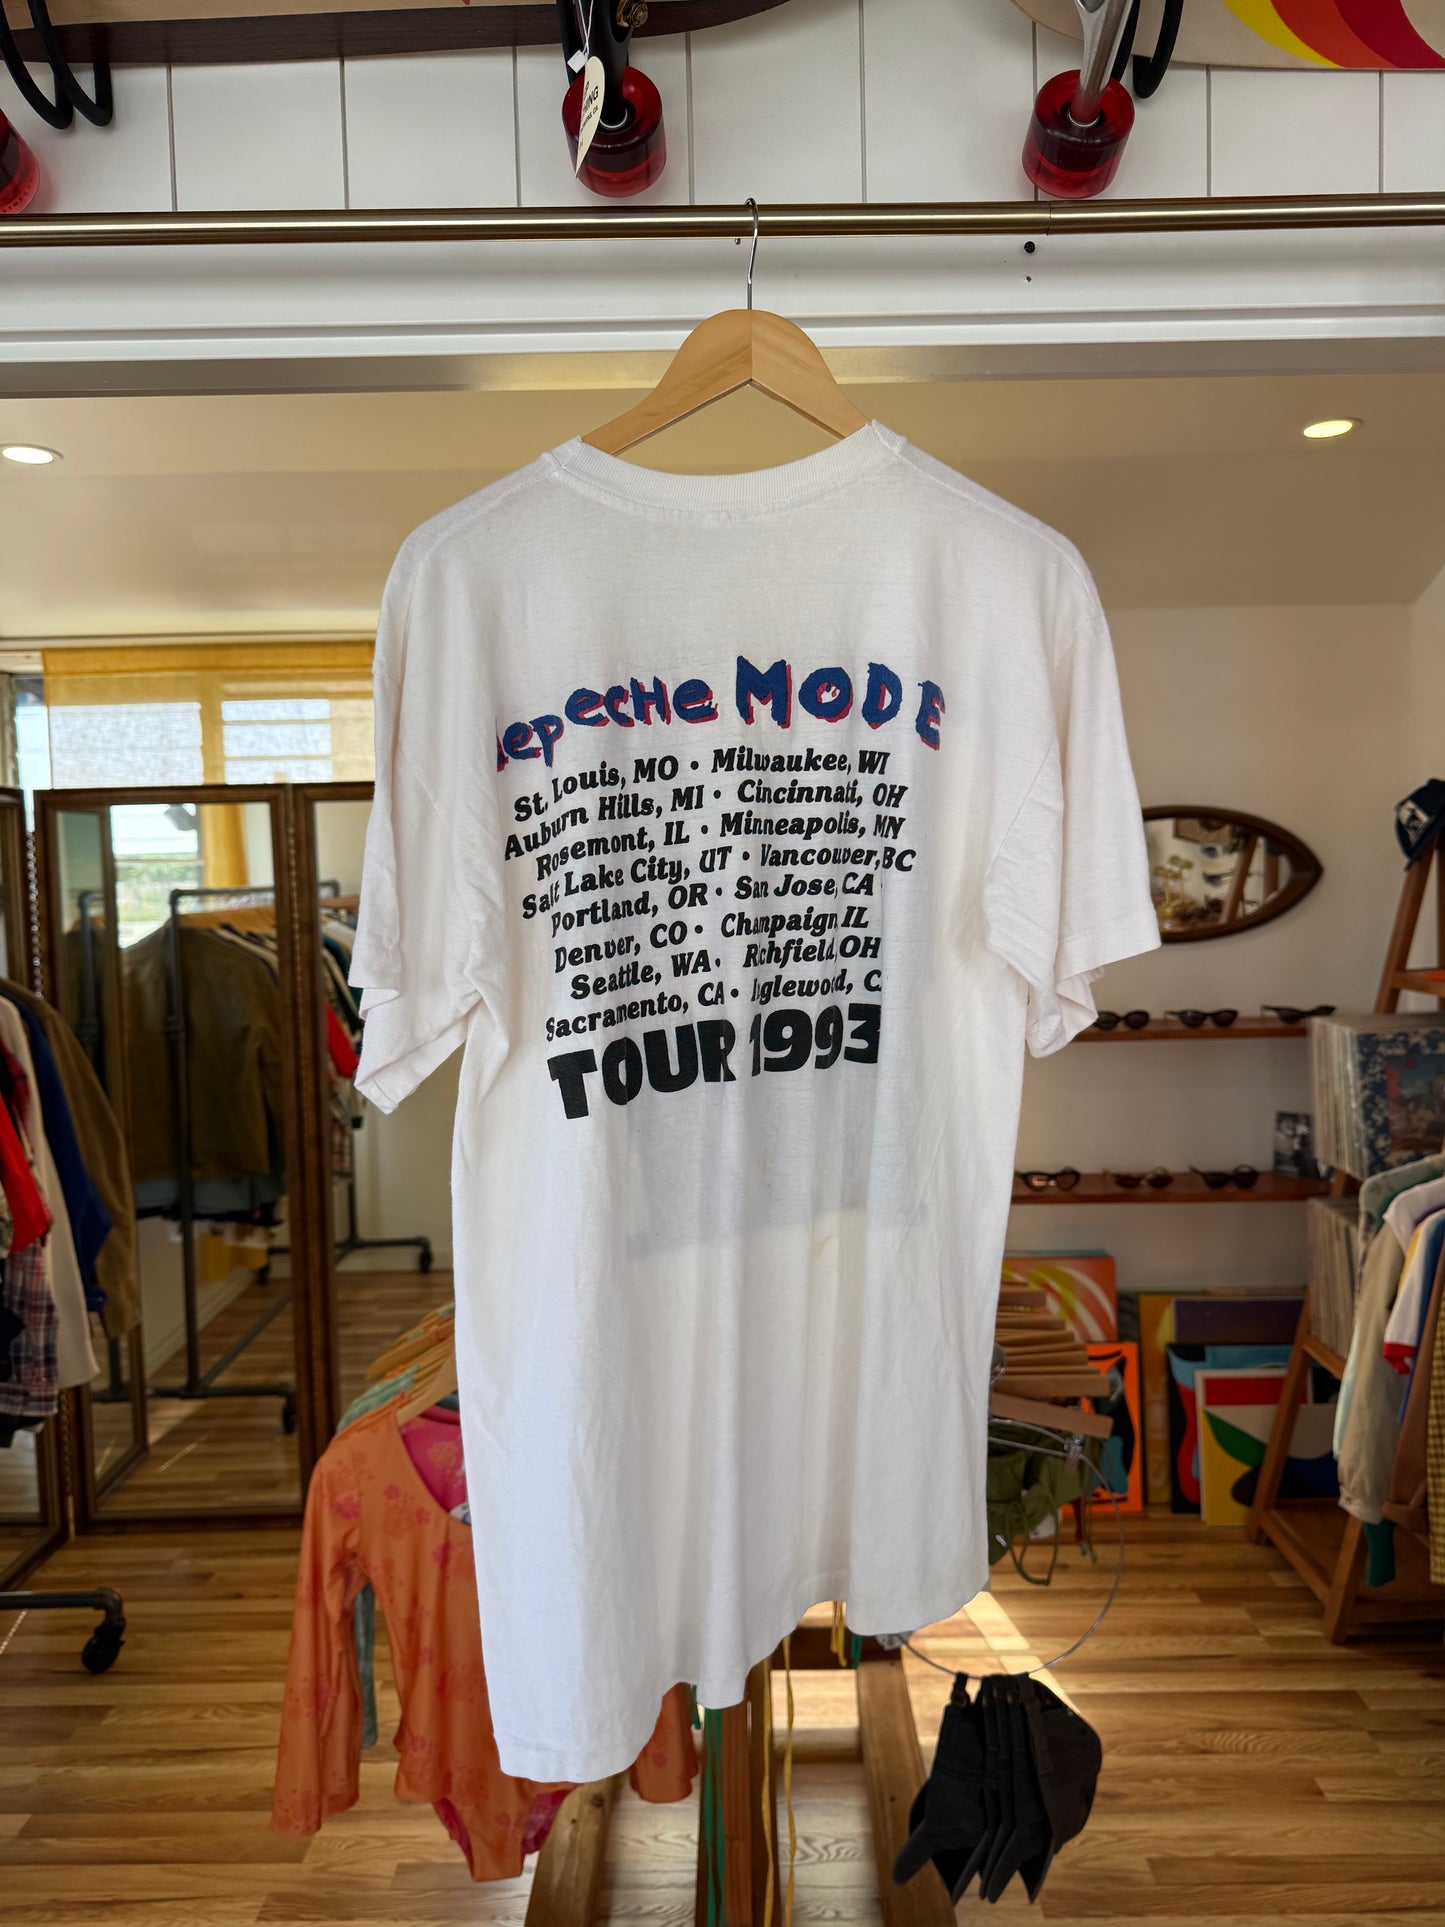 DEPECHE MODE
St. Louis, MO • Milwaukee, WI
Auburn Hills, MI • Cincinnati, OH
Rosemont, IL • Minneapolis, MN
Salt Lake City, UT • Vancouver, BC
Portland, OR • San Jose, CA
Denver, CO • Champaign, IL
Seattle, WA • Richfield, OH
Sacramento, CA • Inglewood, C
TOUR 1993